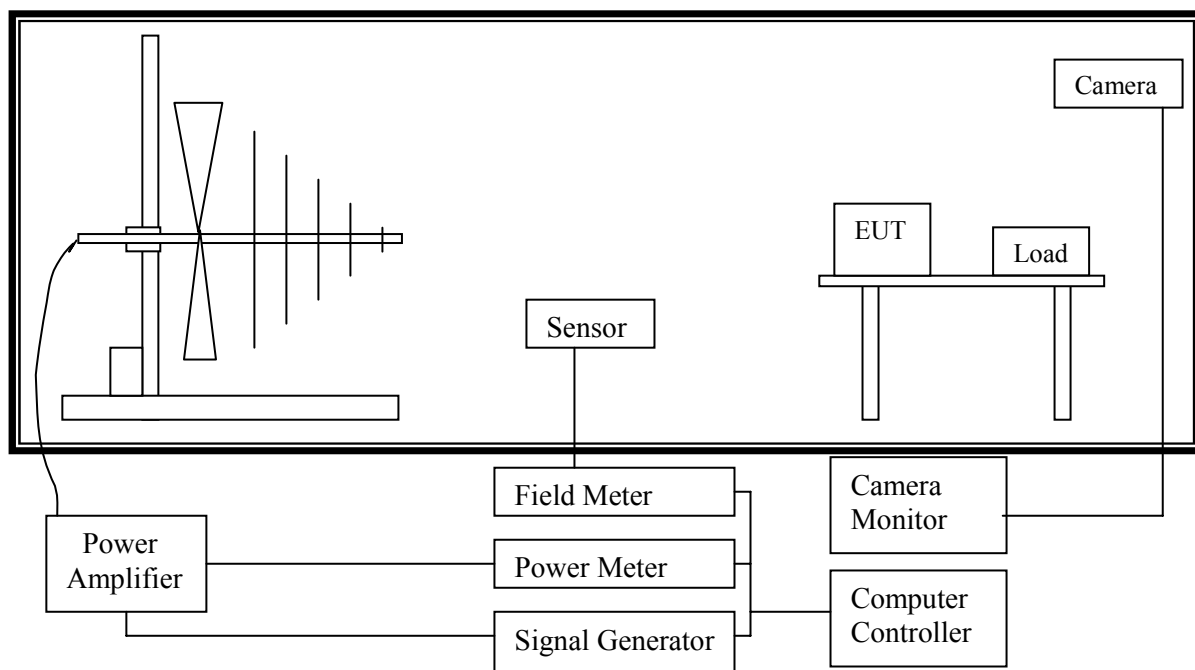 Camera
EUT
Load
Sensor
Field Meter
Camera
Monitor
Power
Amplifier
Power Meter
Computer
Controller
Signal Generator